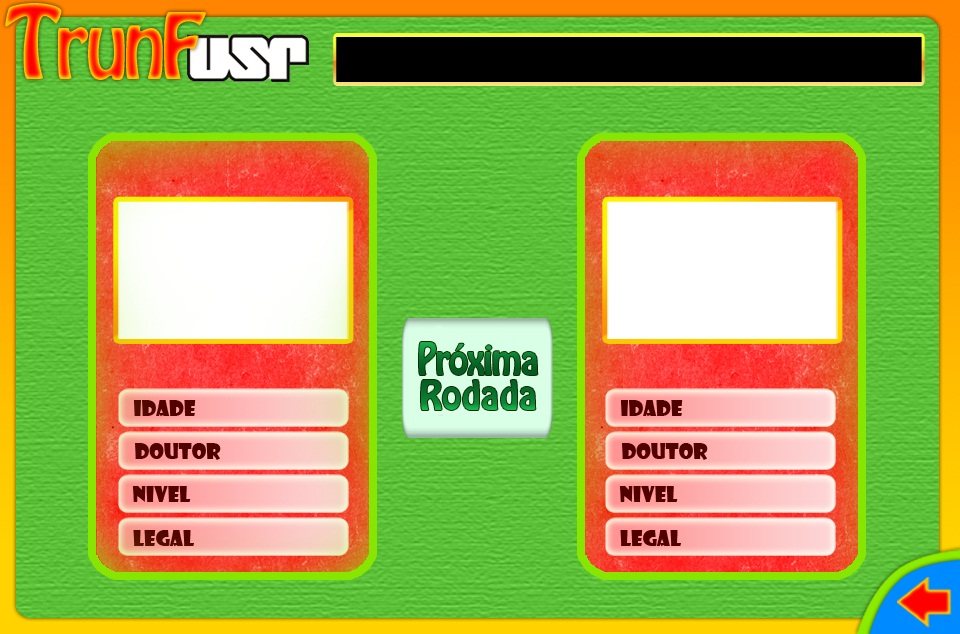 TrunFusp
IDADE
DOUTOR
NIVEL
LEGAL
Próxima
Rodada
IDADE
DOUTOR
NIVEL
LEGAL